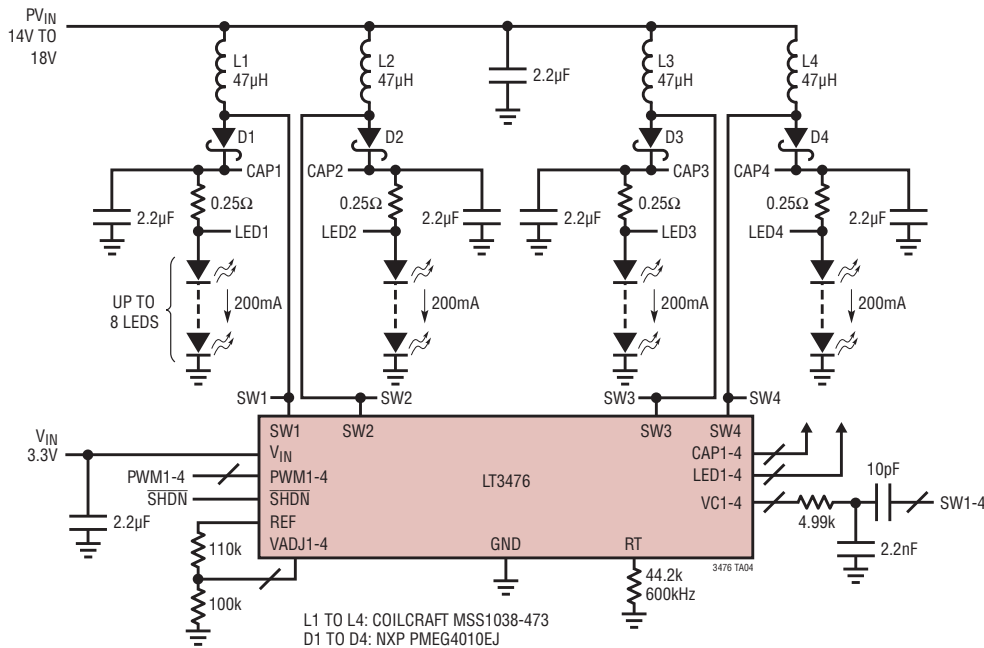 PVIN
14V TO
18V
L1
47µH
L2
47µH
2.2µF
L3
47µH
L4
47µH
D1
D2
D3
D4
CAP1
CAP2
CAP3
CAP4
2.2µF
0.25Ω
0.25Ω
2.2µF
2.2µF
0.25Ω
0.25Ω
2.2µF
LED1
LED2
LED3
LED4
UP TO
8 LEDS
200mA
200mA
200mA
200mA
SW1
SW2
SW3
SW4
SW1
SW2
SW3
SW4
VIN
3.3V
VIN
CAP1-4
PWM1-4
PWM1-4
LT3476
LED1-4
10pF
SHDN
SHDN
VC1-4
SW1-4
4.99k
2.2µF
REF
110k
VADJ1-4
GND
RT
2.2nF
3476 TA04
100k
44.2k
600kHz
L1 TO L4: COILCRAFT MSS1038-473
D1 TO D4: NXP PMEG4010EJ